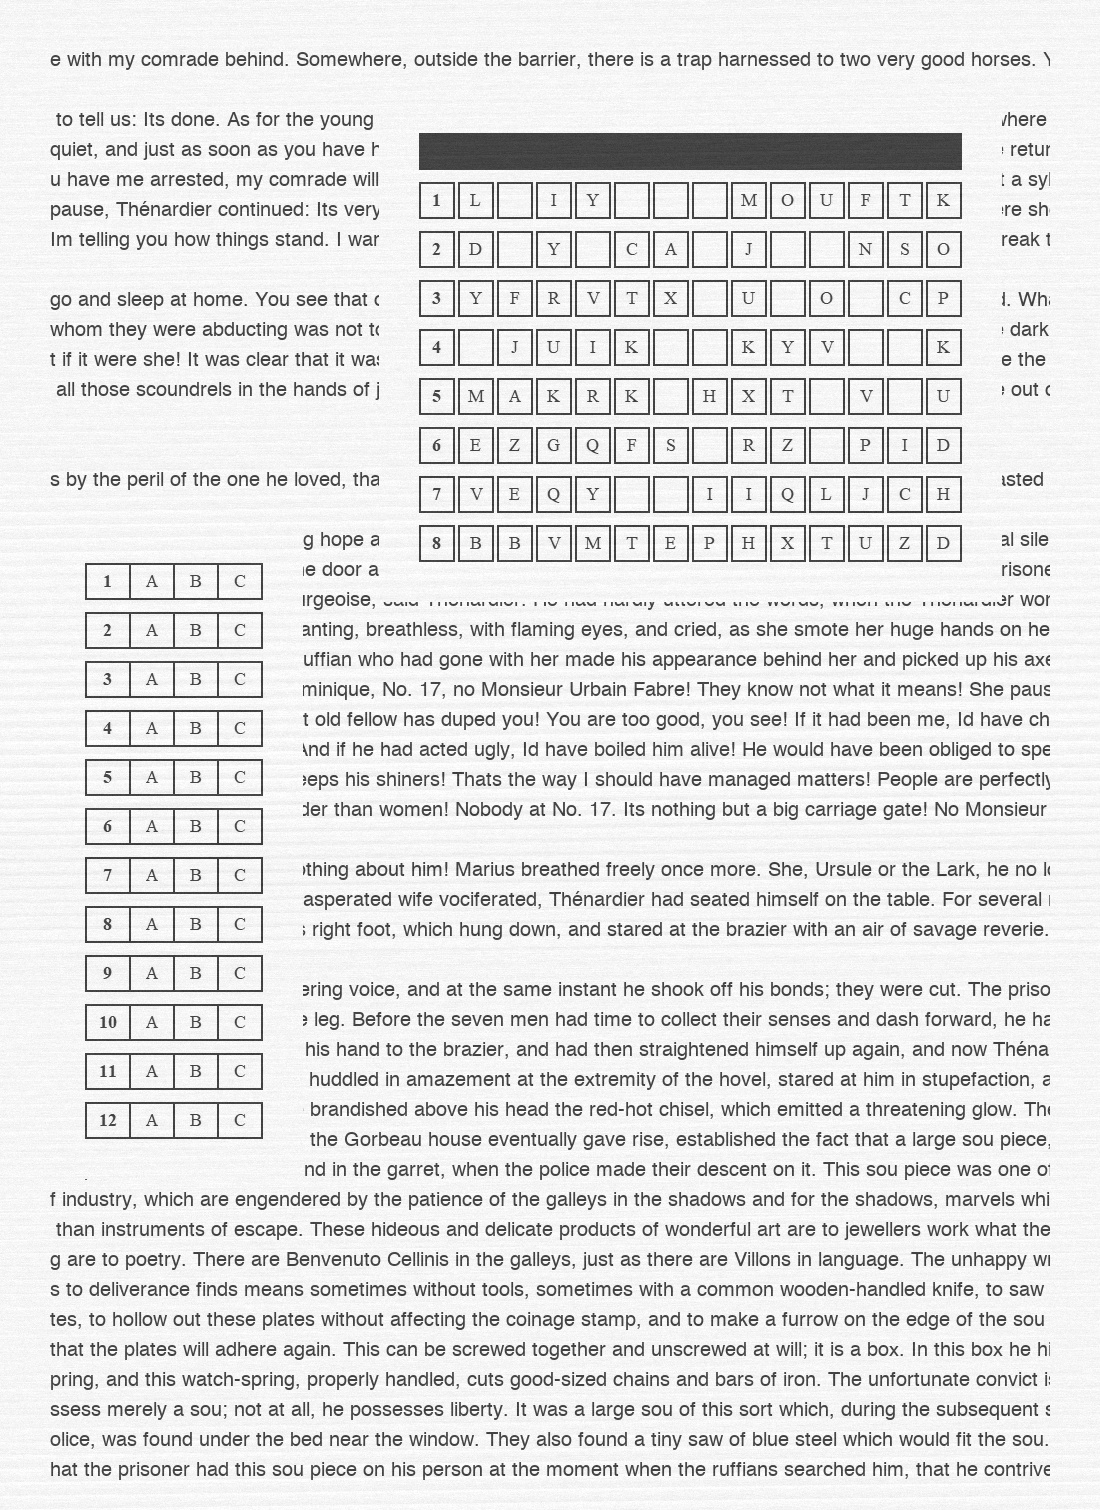 e with my comrade behind. Somewhere, outside the barrier, there is a trap harnessed to two very good horses. Y
to tell us: Its done. As for the young
quiet, and just as soon as you have h
u have me arrested, my comrade will
pause, Thénardier continued: Its very
Im telling you how things stand. I war
go and sleep at home. You see that c
whom they were abducting was not to
t if it were she! It was clear that it was
all those scoundrels in the hands of j
s by the peril of the one he loved, tha
1 L I Y M O U F T K
2 D Y C A J N S O
3 Y F R V T X U O C P
4 J U I K K Y V K
5 M A K R K H X T V U
6 E Z G Q F S R Z P I D
7 V E Q Y I I Q L J C H
8 B B V M T E P H X T U Z D
where
retur
t a syl
ere sh
reak t
d. Wha
dark
e the
out o
asted
al sile
risone
g hope a
e door a
urgeoise, said Thénardier. He had hardly uttered the words, when the Thénardier wor
anting, breathless, with flaming eyes, and cried, as she smote her huge hands on he
uffian who had gone with her made his appearance behind her and picked up his axe
minique, No. 17, no Monsieur Urbain Fabre! They know not what it means! She paus
t old fellow has duped you! You are too good, you see! If it had been me, Id have ch
And if he had acted ugly, Id have boiled him alive! He would have been obliged to spe
eeps his shiners! Thats the way I should have managed matters! People are perfectly
der than women! Nobody at No. 17. Its nothing but a big carriage gate! No Monsieur
othing about him! Marius breathed freely once more. She, Ursule or the Lark, he no lo
asperated wife vociferated, Thénardier had seated himself on the table. For several
s right foot, which hung down, and stared at the brazier with an air of savage reverie.
ering voice, and at the same instant he shook off his bonds; they were cut. The priso
e leg. Before the seven men had time to collect their senses and dash forward, he ha
his hand to the brazier, and had then straightened himself up again, and now Théna
huddled in amazement at the extremity of the hovel, stared at him in stupefaction, a
brandished above his head the red-hot chisel, which emitted a threatening glow. The
the Gorbeau house eventually gave rise, established the fact that a large sou piece,
nd in the garret, when the police made their descent on it. This sou piece was one of
1 A B C
2 A B C
3 A B C
4 A B C
5 A B C
6 A B C
7 A B C
8 A B C
9 A B C
10 A B C
11 A B C
12 A B C
f industry, which are engendered by the patience of the galleys in the shadows and for the shadows, marvels whi
than instruments of escape. These hideous and delicate products of wonderful art are to jewellers work what the
g are to poetry. There are Benvenuto Cellinis in the galleys, just as there are Villons in language. The unhappy wr
s to deliverance finds means sometimes without tools, sometimes with a common wooden-handled knife, to saw
tes, to hollow out these plates without affecting the coinage stamp, and to make a furrow on the edge of the sou
that the plates will adhere again. This can be screwed together and unscrewed at will; it is a box. In this box he hi
pring, and this watch-spring, properly handled, cuts good-sized chains and bars of iron. The unfortunate convict is
ssess merely a sou; not at all, he possesses liberty. It was a large sou of this sort which, during the subsequent s
olice, was found under the bed near the window. They also found a tiny saw of blue steel which would fit the sou.
hat the prisoner had this sou piece on his person at the moment when the ruffians searched him, that he contrive